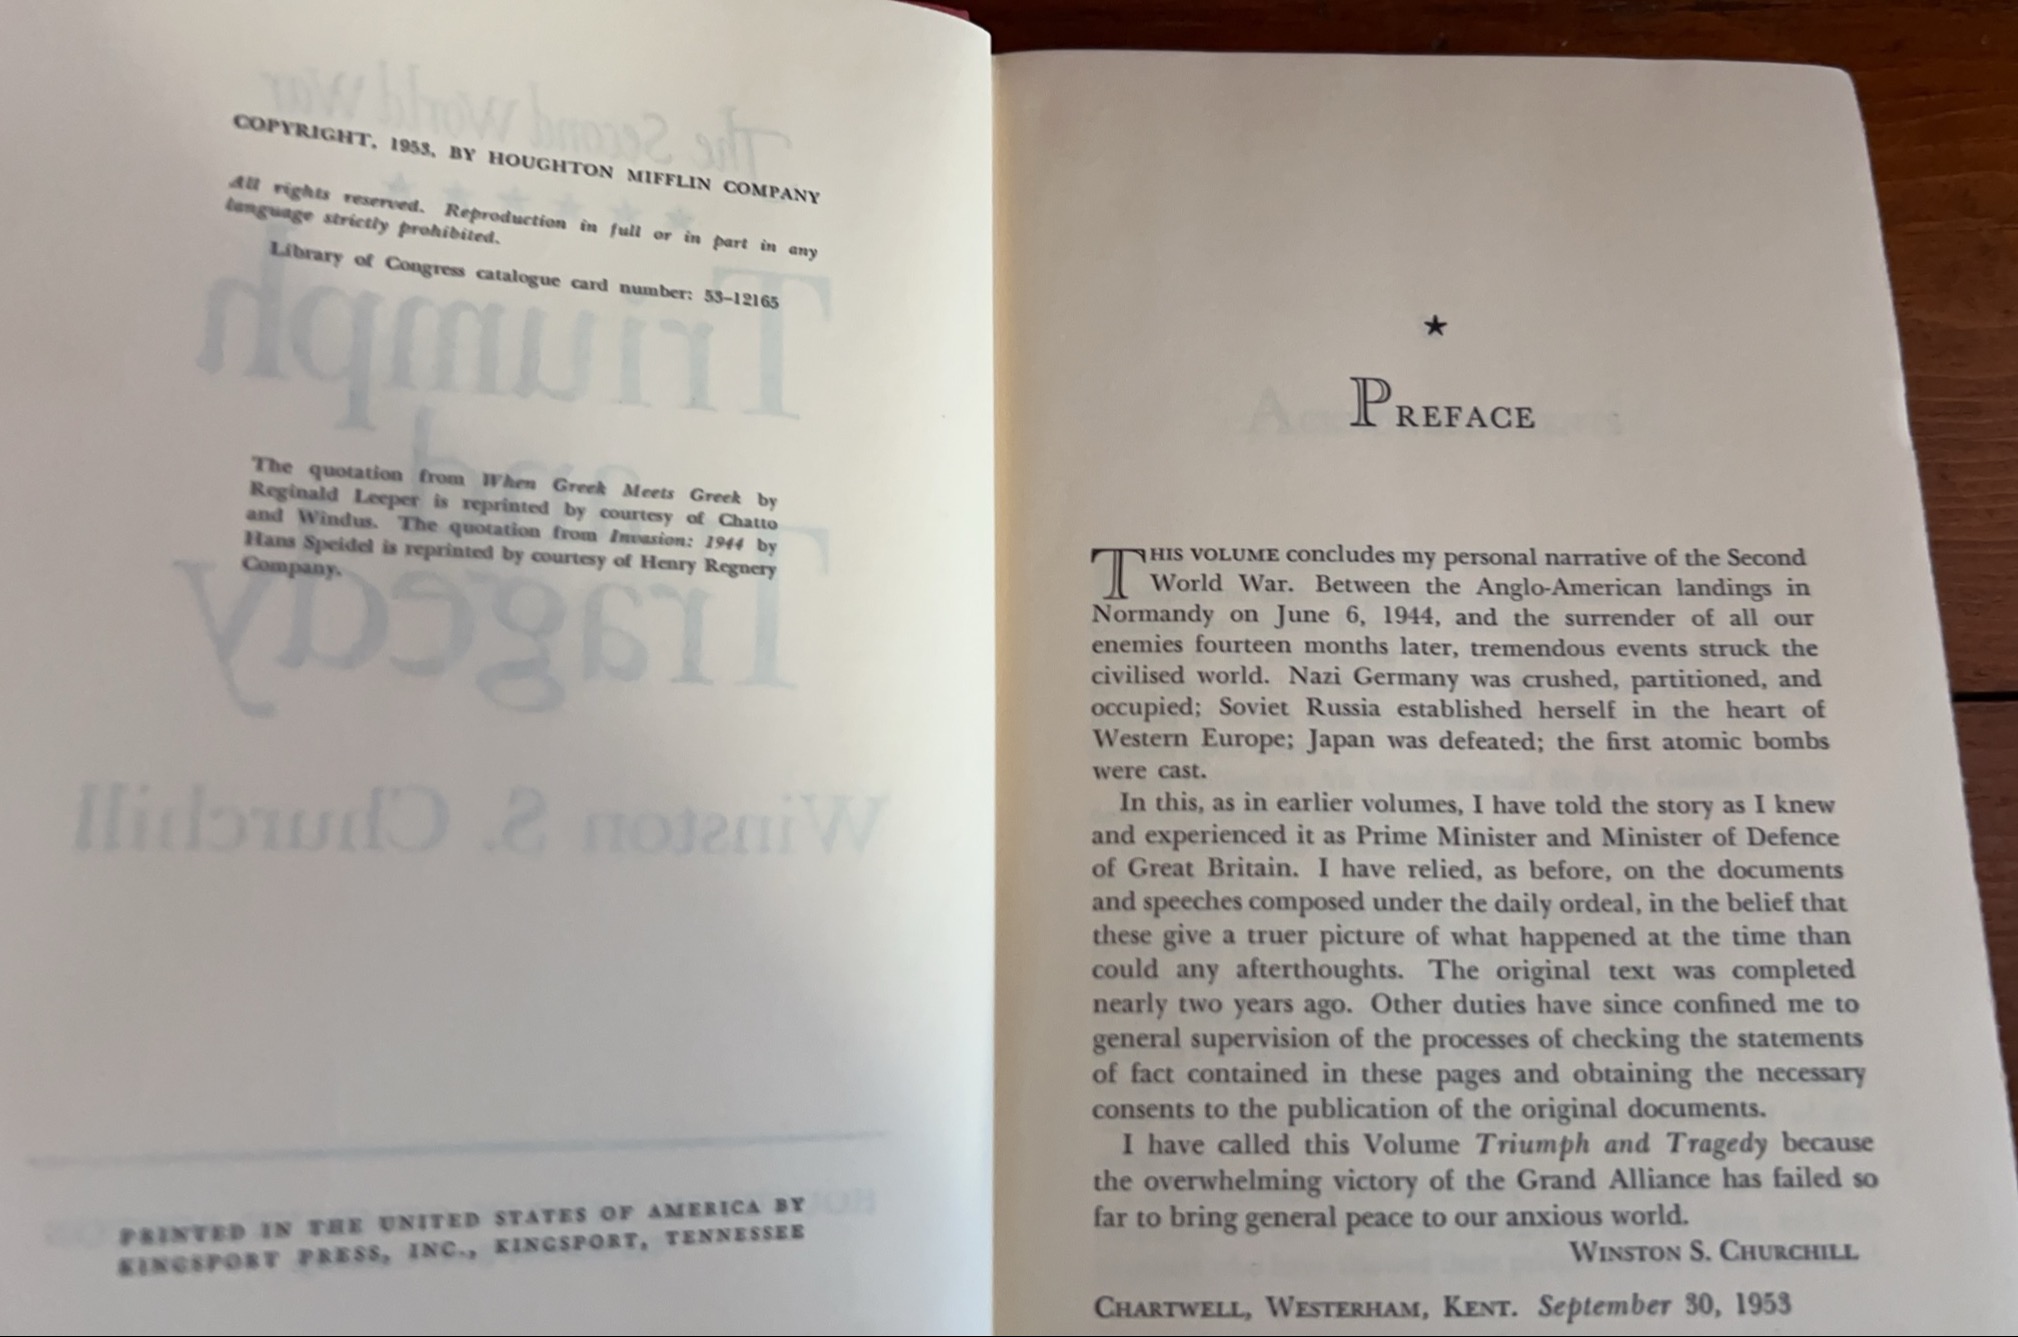 COPYRIGHT, 1953, BY HOUGHTON MIFFLIN COMPANY
All rights reserved. Reproduction in full or in part in any
language strictly prohibited.
Library of Congress catalogue card number: 53–12165
The quotation from When Greek Meets Greek by
Reginald Leeper is reprinted by courtesy of Chatto
and Windus. The quotation from Invasion: 1944 by
Hans Speidel is reprinted by courtesy of Henry Regnery
Company.
PRINTED IN THE UNITED STATES OF AMERICA BY
KINGSPORT PRESS, INC., KINGSPORT, TENNESSEE
The Second World War
Triumph
and
Tragedy
Winston S. Churchill
★
PREFACE
THIS VOLUME concludes my personal narrative of the Second
World War. Between the Anglo-American landings in
Normandy on June 6, 1944, and the surrender of all our
enemies fourteen months later, tremendous events struck the
civilised world. Nazi Germany was crushed, partitioned, and
occupied; Soviet Russia established herself in the heart of
Western Europe; Japan was defeated; the first atomic bombs
were cast.
In this, as in earlier volumes, I have told the story as I knew
and experienced it as Prime Minister and Minister of Defence
of Great Britain. I have relied, as before, on the documents
and speeches composed under the daily ordeal, in the belief that
these give a truer picture of what happened at the time than
could any afterthoughts. The original text was completed
nearly two years ago. Other duties have since confined me to
general supervision of the processes of checking the statements
of fact contained in these pages and obtaining the necessary
consents to the publication of the original documents.
I have called this Volume Triumph and Tragedy because
the overwhelming victory of the Grand Alliance has failed so
far to bring general peace to our anxious world.
WINSTON S. CHURCHILL
CHARTWELL, WESTERHAM, KENT. September 30, 1953